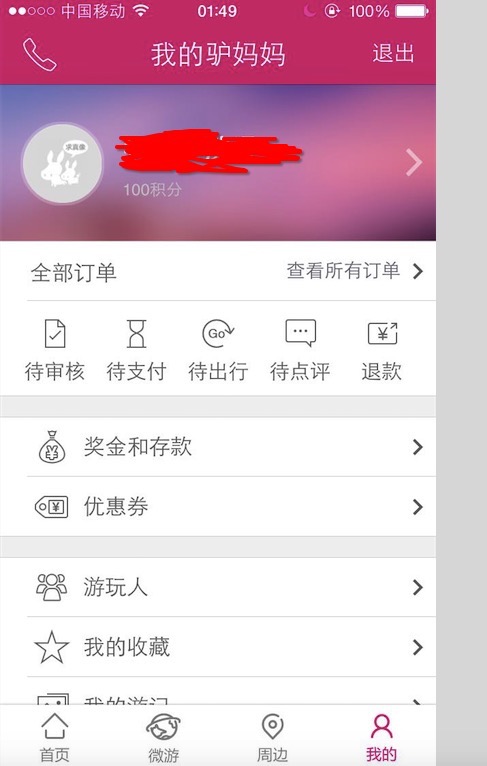 中国移动 01:49 100%
我的驴妈妈 退出
求真像
100积分
全部订单 查看所有订单
Go ¥
待审核 待支付 待出行 待点评 退款
¥ 奖金和存款
¥ 优惠券
游玩人
我的收藏
我的游记
首页 微游 周边 我的